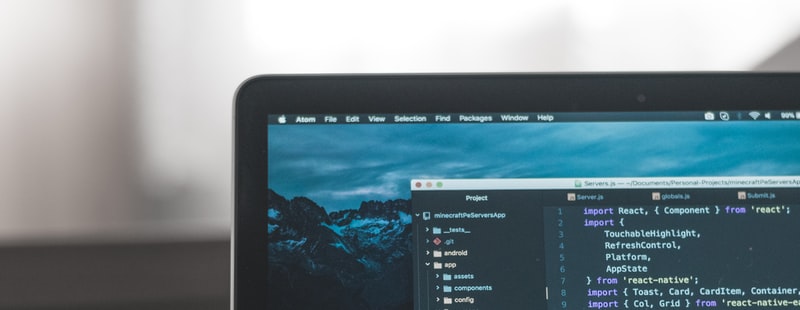 Atom File Edit View Selection Find Packages Window Help 99%
Servers.js — ~/Documents/Personal-Projects/minecraftPeServersAp
Project
Server.js globals.js Submit.js
minecraftPeServersApp
__tests__
.git
android
app
assets
components
config
1 import React, { Component } from 'react';
2 import {
3 TouchableHighlight,
4 RefreshControl,
5 Platform,
6 AppState
7 } from 'react-native';
8 import { Toast, Card, CardItem, Container,
9 import { Col, Grid } from 'react-native-ea